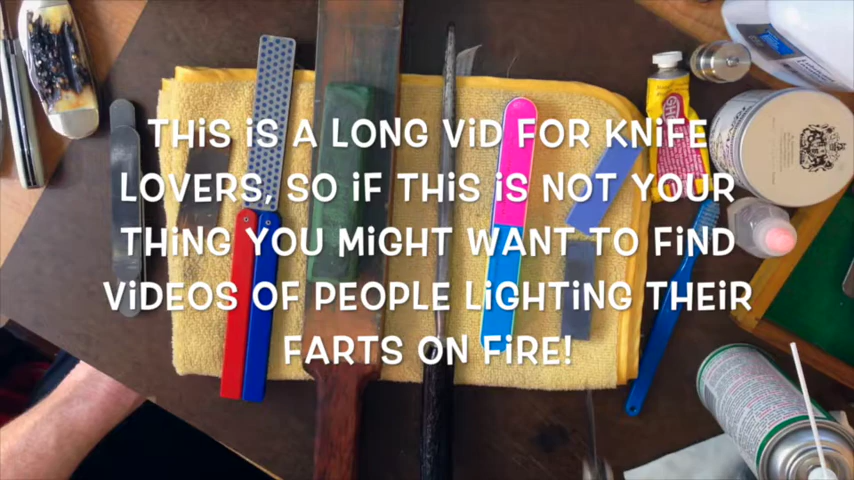 THiS iS A LONG ViD FOR KNiFE
LOVERS, SO iF THiS iS NOT YOUR
THiNG YOU MiGHT WANT TO FiND
ViDEOS OF PEOPLE LiGHTiNG THEiR
FARTS ON FiRE!